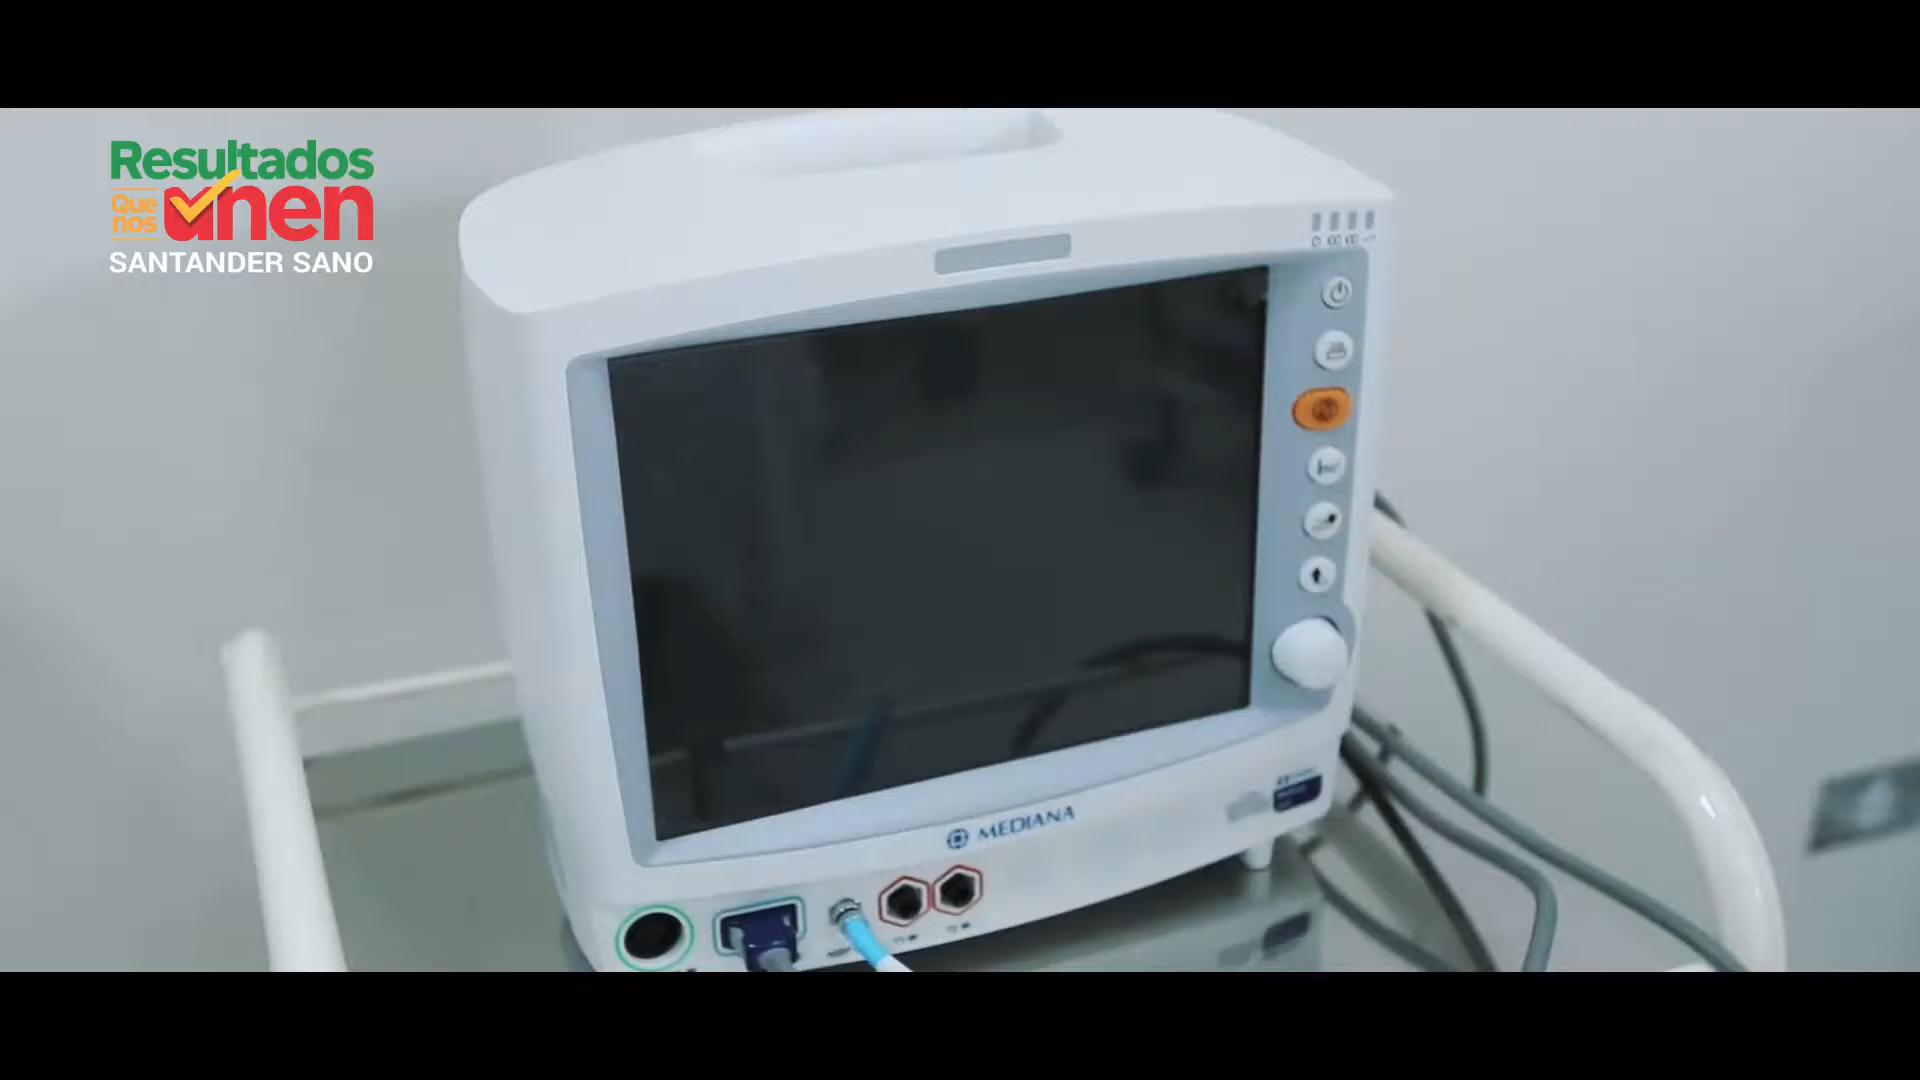 Resultados
Que nos unen
SANTANDER SANO
MEDIANA